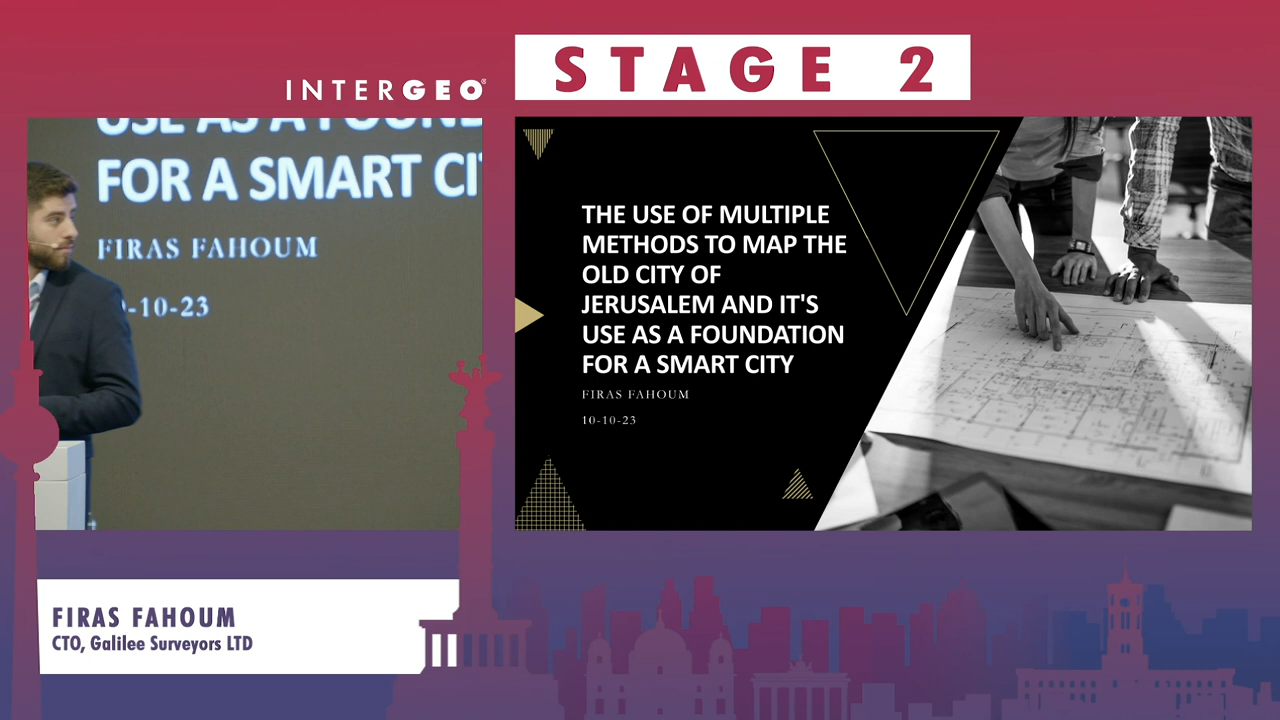 STAGE 2
INTERGEO®
USE AS A FOUND
FOR A SMART CI
FIRAS FAHOUM
-10-23
THE USE OF MULTIPLE
METHODS TO MAP THE
OLD CITY OF
JERUSALEM AND IT'S
USE AS A FOUNDATION
FOR A SMART CITY
FIRAS FAHOUM
10-10-23
FIRAS FAHOUM
CTO, Galilee Surveyors LTD